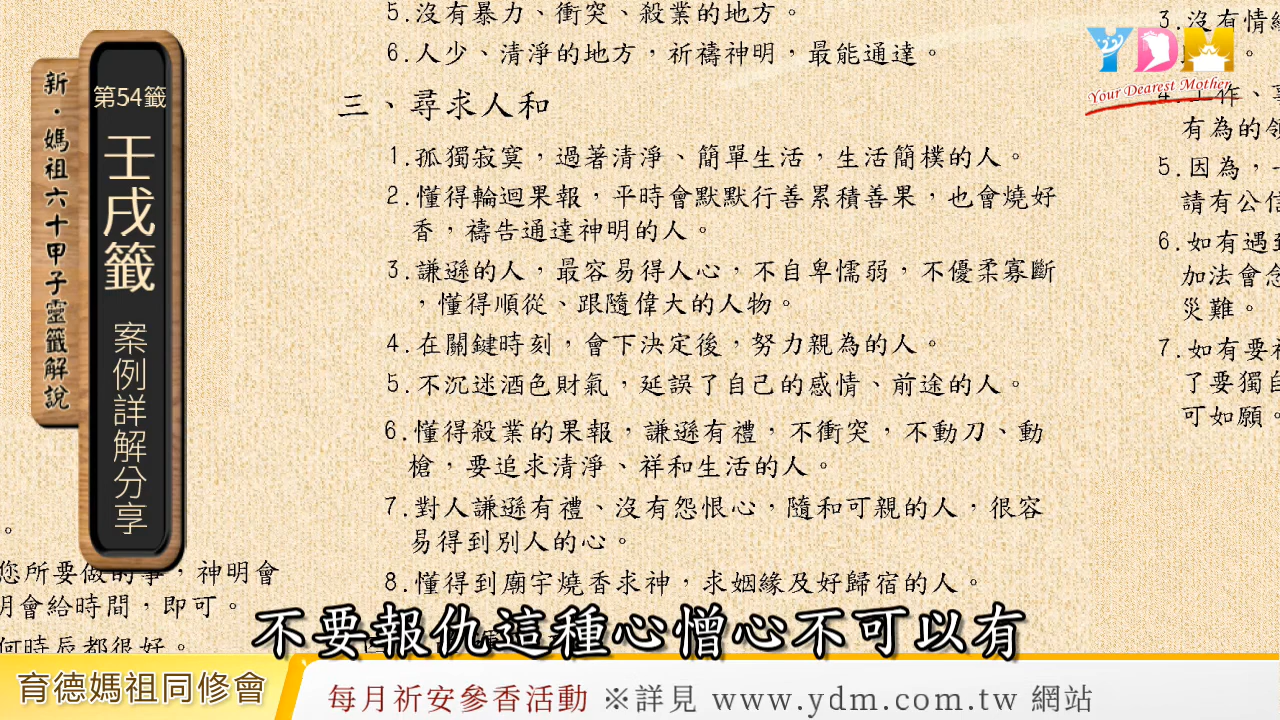 新・媽祖六十甲子靈籤解說
第54籤
壬戌籤
案例詳解分享
5.沒有暴力、衝突、殺業的地方。
6.人少、清淨的地方，祈禱神明，最能通達。
三、尋求人和
1.孤獨寂寞，過著清淨、簡單生活，生活簡樸的人。
2.懂得輪迴果報，平時會默默行善累積善果，也會燒好
香，禱告通達神明的人。
3.謙遜的人，最容易得人心，不自卑懦弱，不優柔寡斷
，懂得順從、跟隨偉大的人物。
4.在關鍵時刻，會下決定後，努力親為的人。
5.不沉迷酒色財氣，延誤了自己的感情、前途的人。
6.懂得殺業的果報，謙遜有禮，不衝突，不動刀、動
槍，要追求清淨、祥和生活的人。
7.對人謙遜有禮、沒有怨恨心，隨和可親的人，很容
易得到別人的心。
8.懂得到廟宇燒香求神，求姻緣及好歸宿的人。
。
您所要做的事，神明會
明會給時間，即可。
何時辰都很好。
3.沒有情
。
4.工作、
有為的
5.因為，
請有公
6.如有遇
加法會
災難。
7.如有要
了要獨
可如願。
YDM
Your Dearest Mother
不要報仇這種心憎心不可以有
育德媽祖同修會
每月祈安參香活動 ※詳見 www.ydm.com.tw 網站